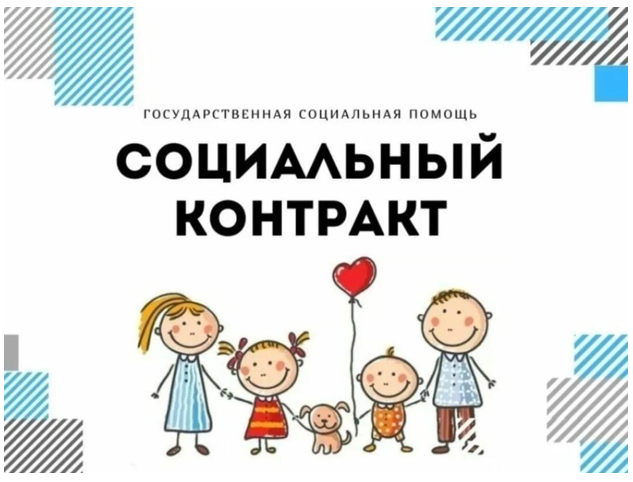 ГОСУДАРСТВЕННАЯ СОЦИАЛЬНАЯ ПОМОЩЬ
СОЦИАЛЬНЫЙ
КОНТРАКТ